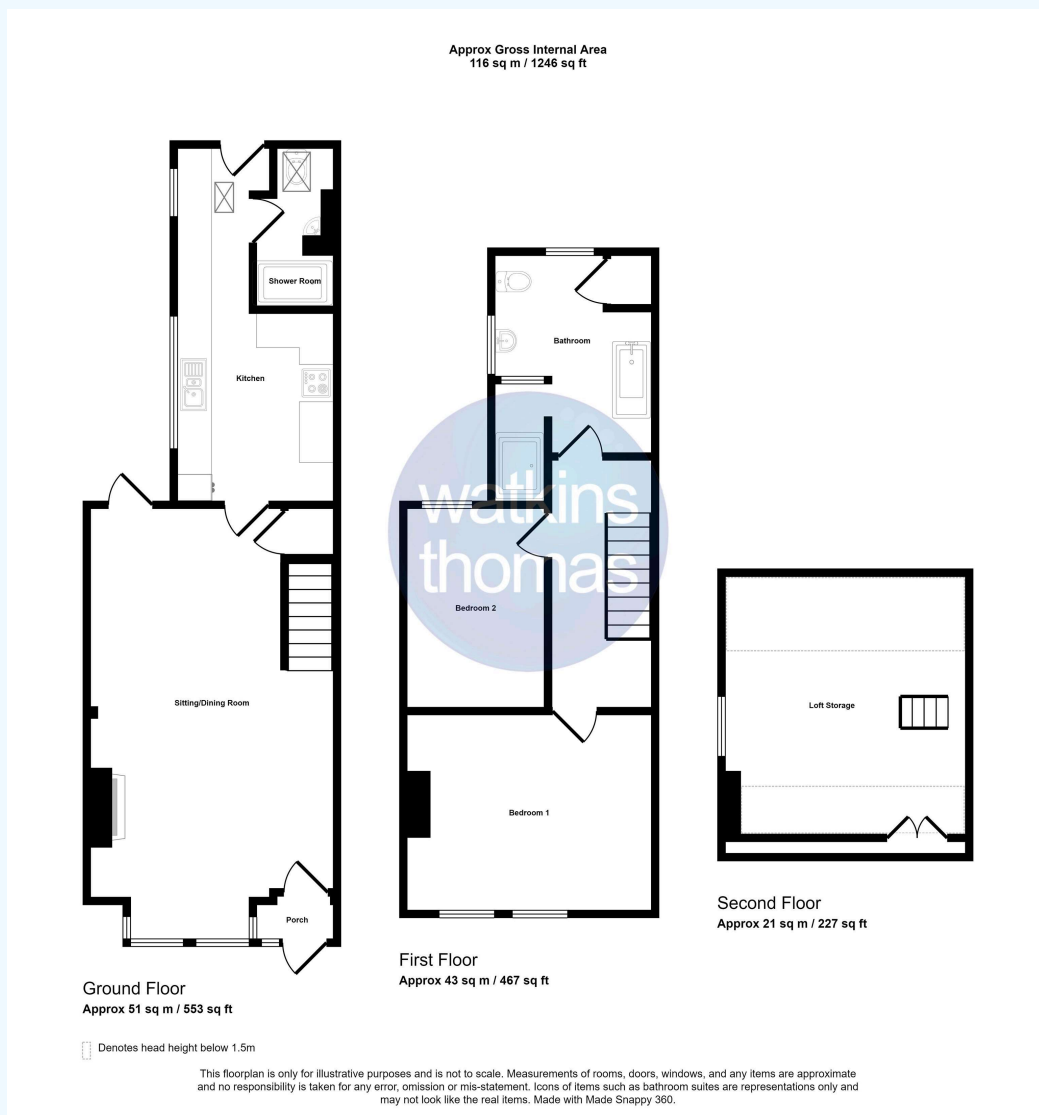 Approx Gross Internal Area
116 sq m / 1246 sq ft
Shower Room
Kitchen
Sitting/Dining Room
Porch
Ground Floor
Approx 51 sq m / 553 sq ft
Bathroom
watkins
thomas
Bedroom 2
Bedroom 1
First Floor
Approx 43 sq m / 467 sq ft
Loft Storage
Second Floor
Approx 21 sq m / 227 sq ft
Denotes head height below 1.5m
This floorplan is only for illustrative purposes and is not to scale. Measurements of rooms, doors, windows, and any items are approximate
and no responsibility is taken for any error, omission or mis-statement. Icons of items such as bathroom suites are representations only and
may not look like the real items. Made with Made Snappy 360.